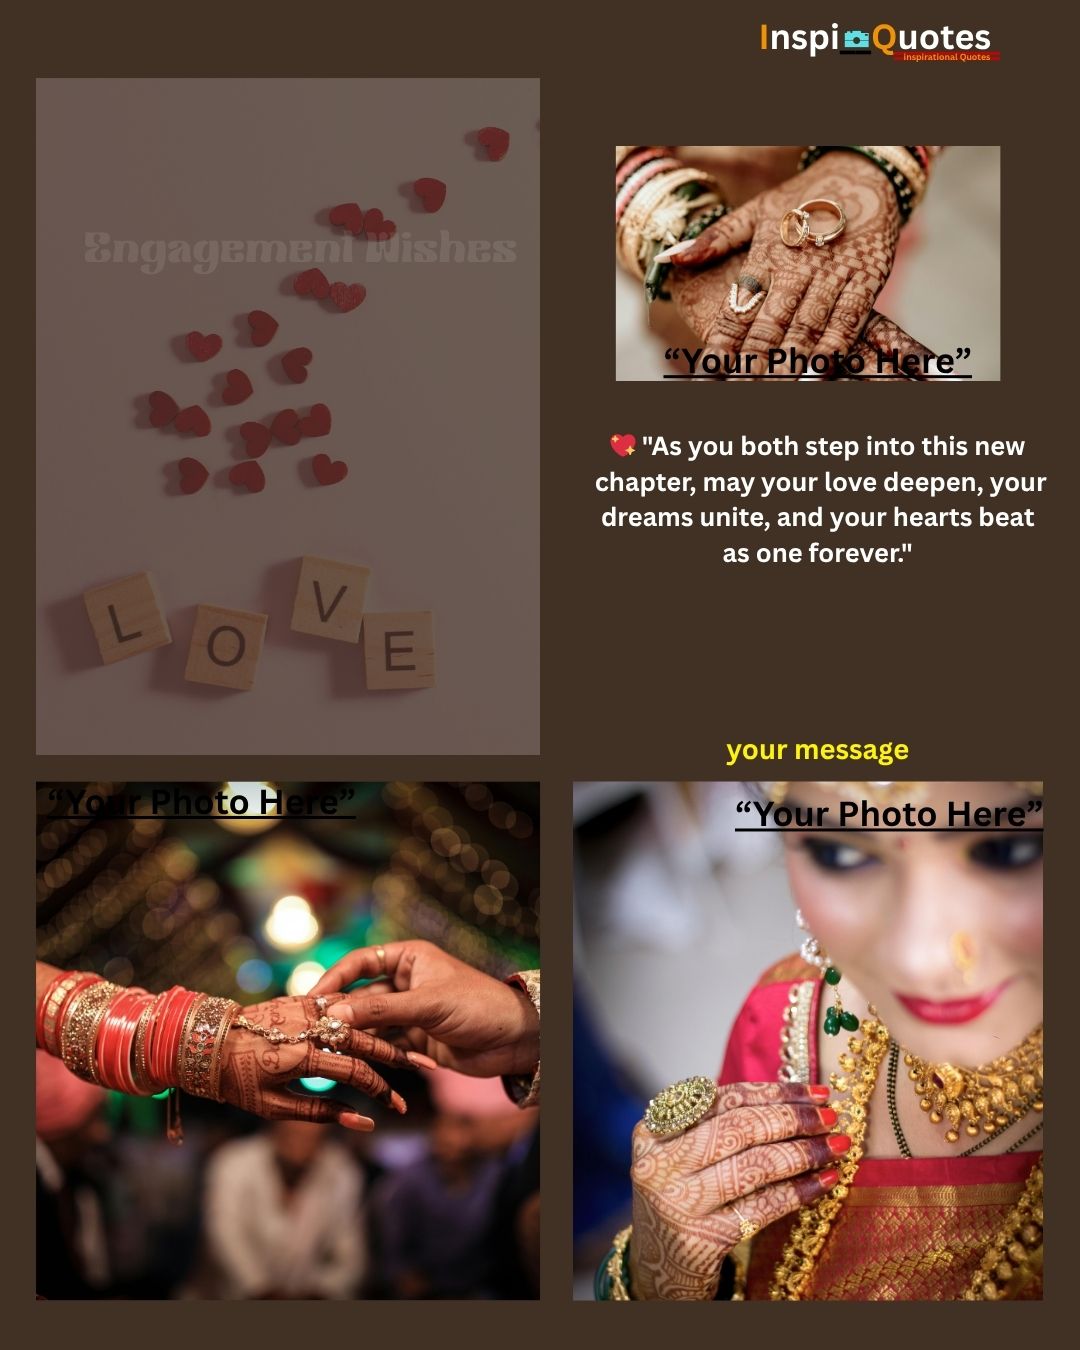 InspiQuotes
inspirational Quotes
Engagement Wishes
“Your Photo Here”
💖 "As you both step into this new
chapter, may your love deepen, your
dreams unite, and your hearts beat
as one forever."
L O V E
your message
“Your Photo Here”
“Your Photo Here”